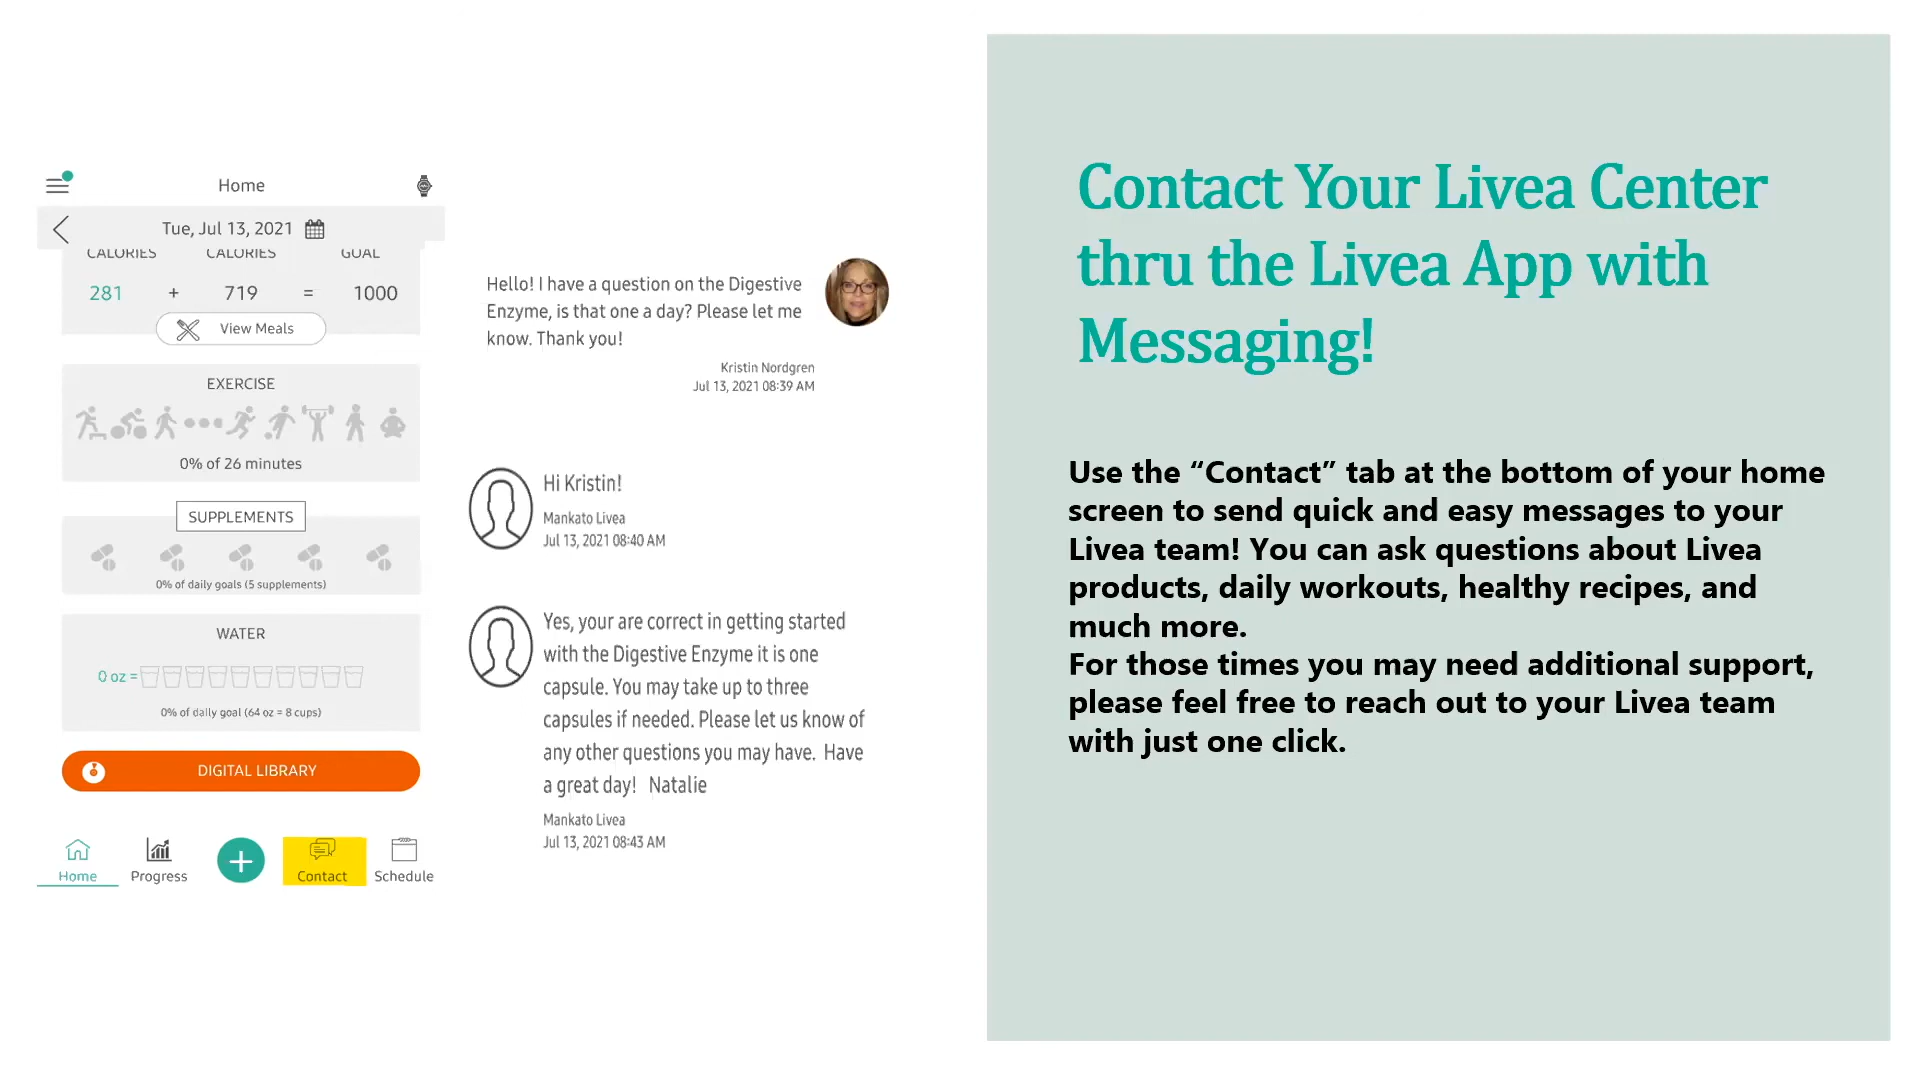 Home
Tue, Jul 13, 2021
CALORIES CALORIES GOAL
281 + 719 = 1000
View Meals
EXERCISE
0% of 26 minutes
SUPPLEMENTS
0% of daily goals (5 supplements)
WATER
0 oz =
0% of daily goal (64 oz = 8 cups)
DIGITAL LIBRARY
Home Progress + Contact Schedule
Hello! I have a question on the Digestive
Enzyme, is that one a day? Please let me
know. Thank you!
Kristin Nordgren
Jul 13, 2021 08:39 AM
Hi Kristin!
Mankato Livea
Jul 13, 2021 08:40 AM
Yes, your are correct in getting started
with the Digestive Enzyme it is one
capsule. You may take up to three
capsules if needed. Please let us know of
any other questions you may have. Have
a great day! Natalie
Mankato Livea
Jul 13, 2021 08:43 AM
Contact Your Livea Center
thru the Livea App with
Messaging!
Use the “Contact” tab at the bottom of your home
screen to send quick and easy messages to your
Livea team! You can ask questions about Livea
products, daily workouts, healthy recipes, and
much more.
For those times you may need additional support,
please feel free to reach out to your Livea team
with just one click.